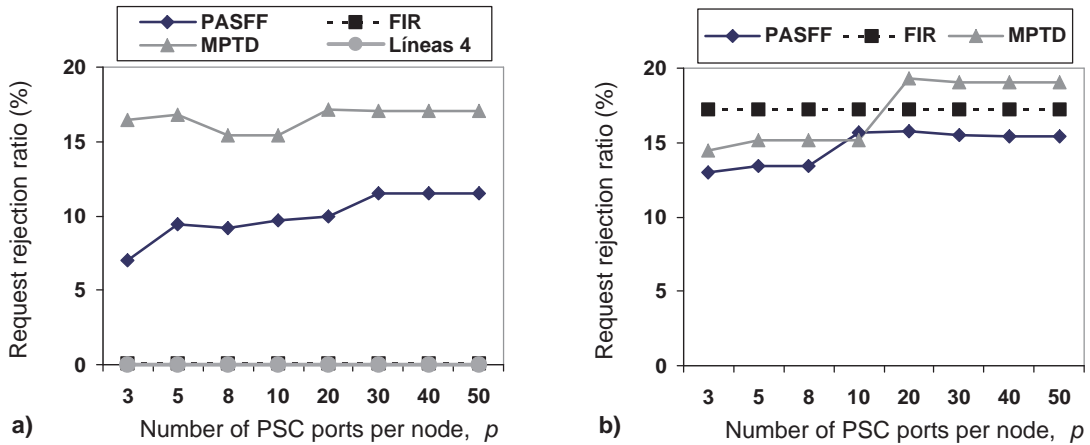 PASFF FIR
MPTD Líneas 4
20
15
10
5
0
Request rejection ratio (%)
3 5 8 10 20 30 40 50
a) Number of PSC ports per node, p
PASFF FIR MPTD
20
15
10
5
0
Request rejection ratio (%)
3 5 8 10 20 30 40 50
b) Number of PSC ports per node, p